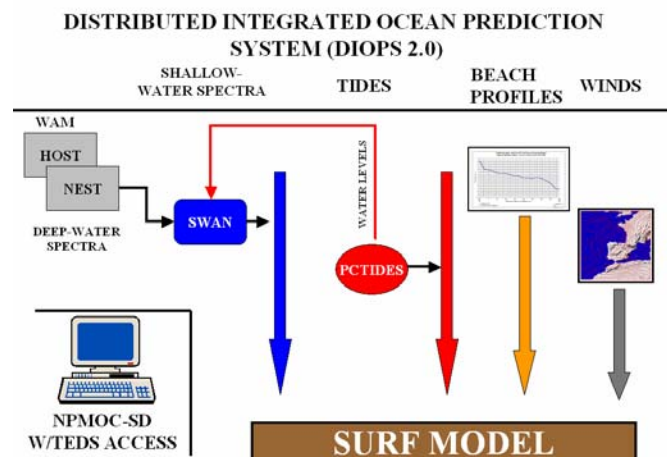 DISTRIBUTED INTEGRATED OCEAN PREDICTION
SYSTEM (DIOPS 2.0)
SHALLOW-
WATER SPECTRA
TIDES
BEACH
PROFILES
WINDS
WAM
HOST
NEST
DEEP-WATER
SPECTRA
SWAN
WATER LEVELS
PCTIDES
NPMOC-SD
W/TEDS ACCESS
SURF MODEL